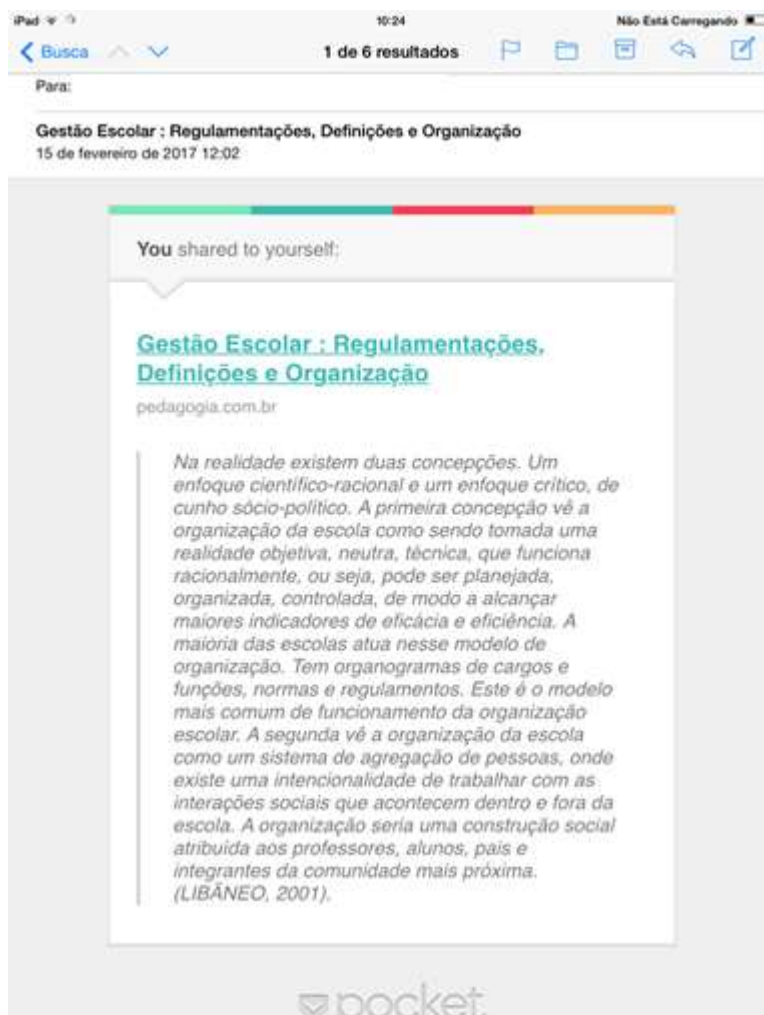 iPad
10:24
Não Está Carregando
Busca
1 de 6 resultados
Para:
Gestão Escolar : Regulamentações, Definições e Organização
15 de fevereiro de 2017 12:02
You shared to yourself:
Gestão Escolar : Regulamentações,
Definições e Organização
pedagogia.com.br
Na realidade existem duas concepções. Um
enfoque científico-racional e um enfoque crítico, de
cunho sócio-político. A primeira concepção vê a
organização da escola como sendo tomada uma
realidade objetiva, neutra, técnica, que funciona
racionalmente, ou seja, pode ser planejada,
organizada, controlada, de modo a alcançar
maiores indicadores de eficácia e eficiência. A
maioria das escolas atua nesse modelo de
organização. Tem organogramas de cargos e
funções, normas e regulamentos. Este é o modelo
mais comum de funcionamento da organização
escolar. A segunda vê a organização da escola
como um sistema de agregação de pessoas, onde
existe uma intencionalidade de trabalhar com as
interações sociais que acontecem dentro e fora da
escola. A organização seria uma construção social
atribuída aos professores, alunos, pais e
integrantes da comunidade mais próxima.
(LIBÂNEO, 2001).
pocket